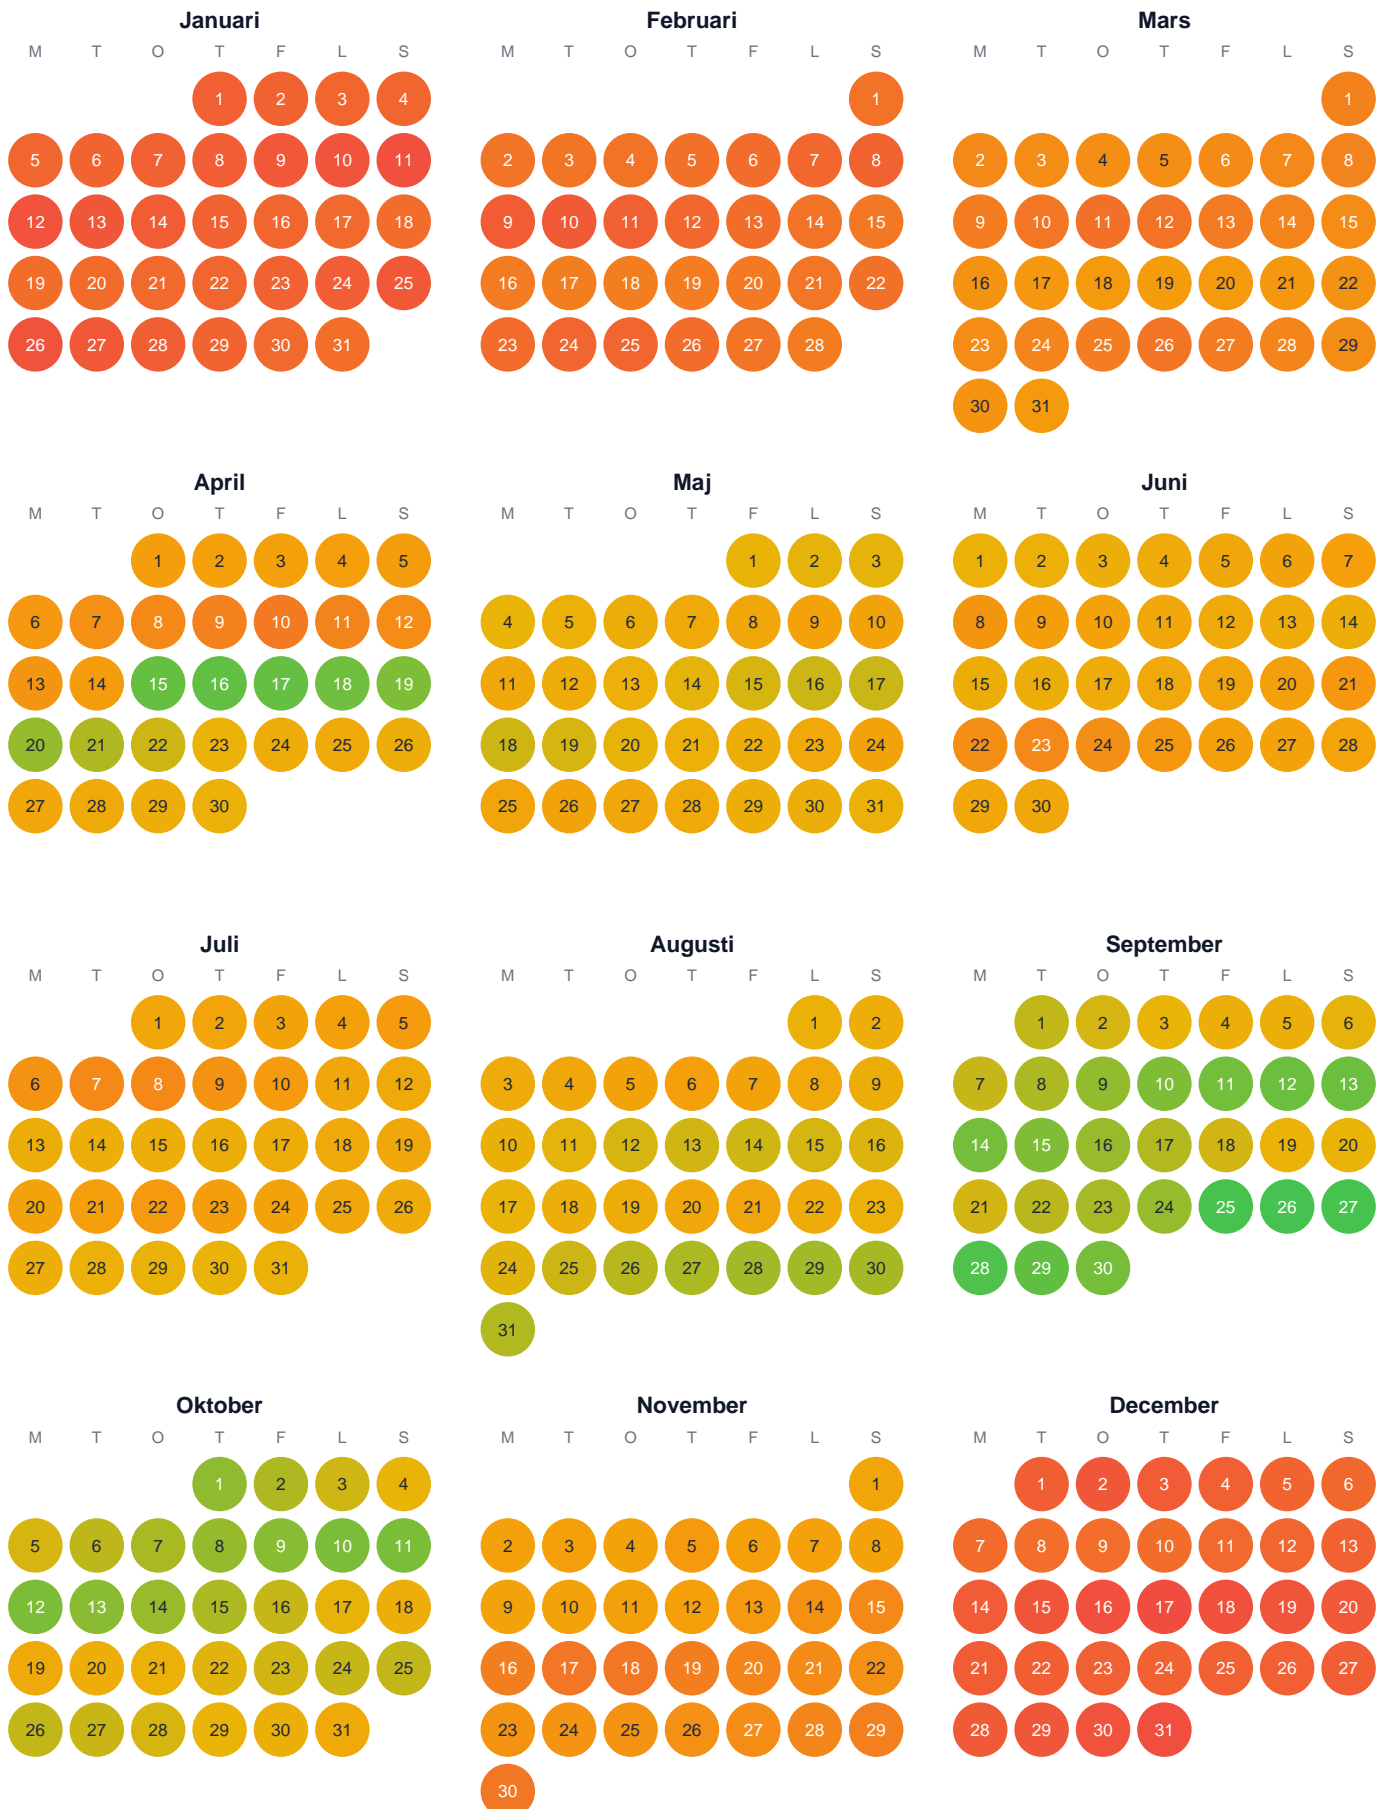 Januari Februari Mars
M T O T F L S M T O T F L S M T O T F L S
1 2 3 4 1 1
5 6 7 8 9 10 11 2 3 4 5 6 7 8 2 3 4 5 6 7 8
12 13 14 15 16 17 18 9 10 11 12 13 14 15 9 10 11 12 13 14 15
19 20 21 22 23 24 25 16 17 18 19 20 21 22 16 17 18 19 20 21 22
26 27 28 29 30 31 23 24 25 26 27 28 23 24 25 26 27 28 29
30 31
April Maj Juni
M T O T F L S M T O T F L S M T O T F L S
1 2 3 4 5 1 2 3 1 2 3 4 5 6 7
6 7 8 9 10 11 12 4 5 6 7 8 9 10 8 9 10 11 12 13 14
13 14 15 16 17 18 19 11 12 13 14 15 16 17 15 16 17 18 19 20 21
20 21 22 23 24 25 26 18 19 20 21 22 23 24 22 23 24 25 26 27 28
27 28 29 30 25 26 27 28 29 30 31 29 30
Juli Augusti September
M T O T F L S M T O T F L S M T O T F L S
1 2 3 4 5 1 2 1 2 3 4 5 6
6 7 8 9 10 11 12 3 4 5 6 7 8 9 7 8 9 10 11 12 13
13 14 15 16 17 18 19 10 11 12 13 14 15 16 14 15 16 17 18 19 20
20 21 22 23 24 25 26 17 18 19 20 21 22 23 21 22 23 24 25 26 27
27 28 29 30 31 24 25 26 27 28 29 30 28 29 30
31
Oktober November December
M T O T F L S M T O T F L S M T O T F L S
1 2 3 4 1 1 2 3 4 5 6
5 6 7 8 9 10 11 2 3 4 5 6 7 8 7 8 9 10 11 12 13
12 13 14 15 16 17 18 9 10 11 12 13 14 15 14 15 16 17 18 19 20
19 20 21 22 23 24 25 16 17 18 19 20 21 22 21 22 23 24 25 26 27
26 27 28 29 30 31 23 24 25 26 27 28 29 28 29 30 31
30